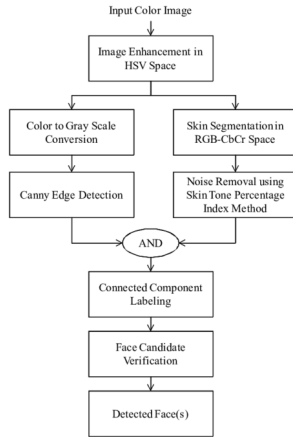 Input Color Image
Image Enhancement in
HSV Space
Color to Gray Scale
Conversion
Skin Segmentation in
RGB-CbCr Space
Canny Edge Detection
Noise Removal using
Skin Tone Percentage
Index Method
AND
Connected Component
Labeling
Face Candidate
Verification
Detected Face(s)